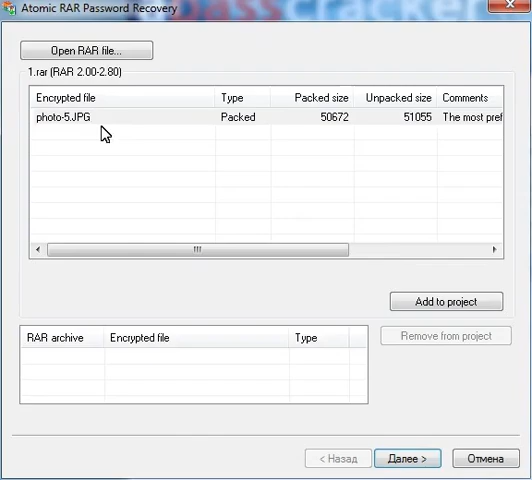 Atomic RAR Password Recovery
Open RAR file...
1.rar (RAR 2.00-2.80)
Encrypted file Type Packed size Unpacked size Comments
photo-5.JPG Packed 50672 51055 The most pref
Add to project
RAR archive Encrypted file Type
Remove from project
< Назад Далее > Отмена